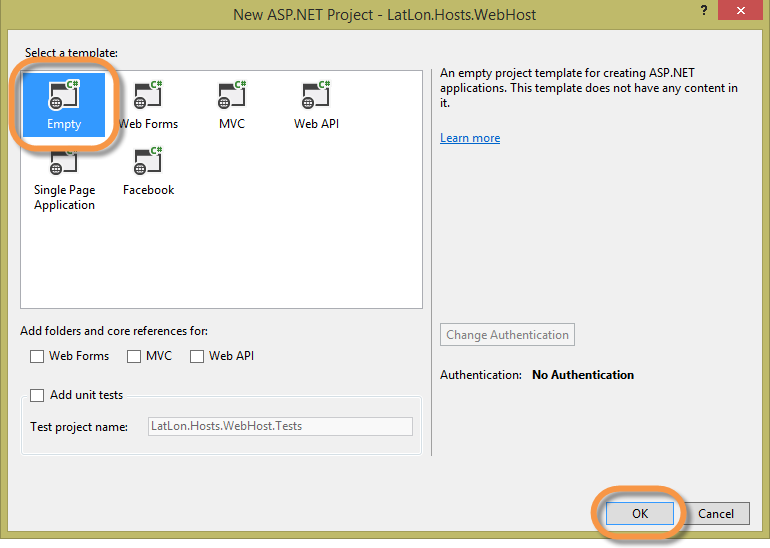 New ASP.NET Project - LatLon.Hosts.WebHost
? ×
Select a template:
C# C# C# C#
Empty Web Forms MVC Web API
C# C#
Single Page Facebook
Application
An empty project template for creating ASP.NET
applications. This template does not have any content in
it.
Learn more
Add folders and core references for:
Web Forms MVC Web API
Add unit tests
Test project name: LatLon.Hosts.WebHost.Tests
Change Authentication
Authentication: No Authentication
OK Cancel